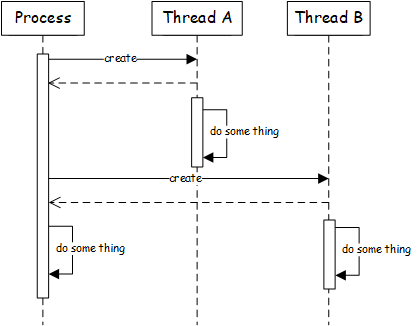 Process
Thread A
Thread B
create
do some thing
create
do some thing
do some thing